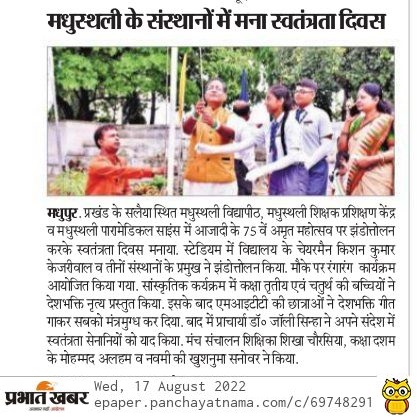 मधुस्थली के संस्थानों में मना स्वतंत्रता दिवस
मधुपुर. प्रखंड के सलैया स्थित मधुस्थली विद्यापीठ, मधुस्थली शिक्षक प्रशिक्षण केंद्र
व मधुस्थली पारामेडिकल साइंस में आजादी के 75 वें अमृत महोत्सव पर झंडोत्तोलन
करके स्वतंत्रता दिवस मनाया. स्टेडियम में विद्यालय के चेयरमैन किशन कुमार
केजरीवाल व तीनों संस्थानों के प्रमुख ने झंडोत्तोलन किया. मौके पर रंगारंग कार्यक्रम
आयोजित किया गया. सांस्कृतिक कार्यक्रम में कक्षा तृतीय एवं चतुर्थ की बच्चियों ने
देशभक्ति नृत्य प्रस्तुत किया. इसके बाद एमआइटीटी की छात्राओं ने देशभक्ति गीत
गाकर सबको मंत्रमुग्ध कर दिया. बाद में प्राचार्या डॉ० जॉली सिन्हा ने अपने संदेश में
स्वतंत्रता सेनानियों को याद किया. मंच संचालन शिक्षिका शिखा चौरसिया, कक्षा दशम
के मोहम्मद अलहम व नवमी की खुशनुमा सनोवर ने किया.
प्रभात खबर
Wed, 17 August 2022
epaper.panchayatnama.com/c/69748291